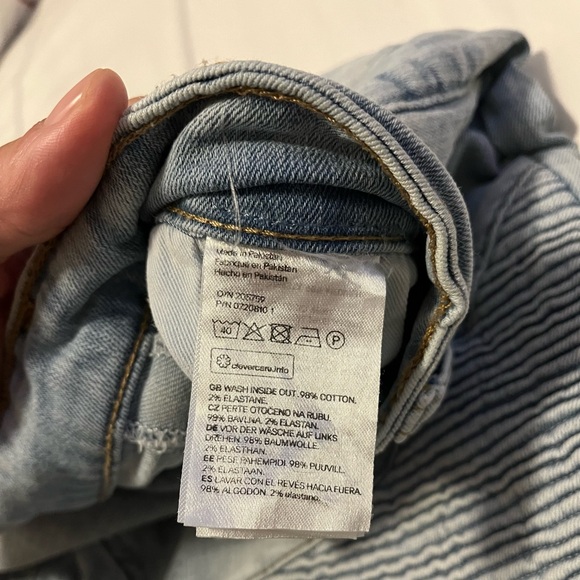 Made in Pakistan
Fabriqué en Pakistan
Hecho en Pakistán
O/N 205759
P/N 0720810 1
40 P
clevercare.info
GB WASH INSIDE OUT. 98% COTTON.
2% ELASTANE.
CZ PERTE OTOČENO NA RUBU.
98% BAVLNA. 2% ELASTAN.
DE VOR DER WÄSCHE AUF LINKS
DREHEN. 98% BAUMWOLLE.
2% ELASTHAN.
EE PESE PAHEMPIDI. 98% PUUVILL.
2% ELASTAAN.
ES LAVAR CON EL REVÉS HACIA FUERA.
98% ALGODÓN. 2% elastano.